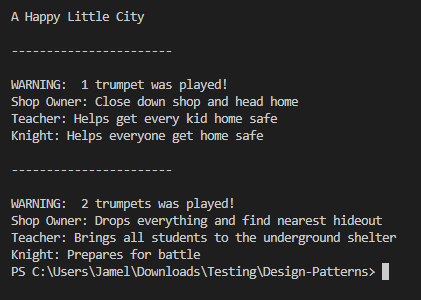 A Happy Little City
-----------------------
WARNING:  1 trumpet was played!
Shop Owner: Close down shop and head home
Teacher: Helps get every kid home safe
Knight: Helps everyone get home safe
-----------------------
WARNING:  2 trumpets was played!
Shop Owner: Drops everything and find nearest hideout
Teacher: Brings all students to the underground shelter
Knight: Prepares for battle
PS C:\Users\Jamel\Downloads\Testing\Design-Patterns>